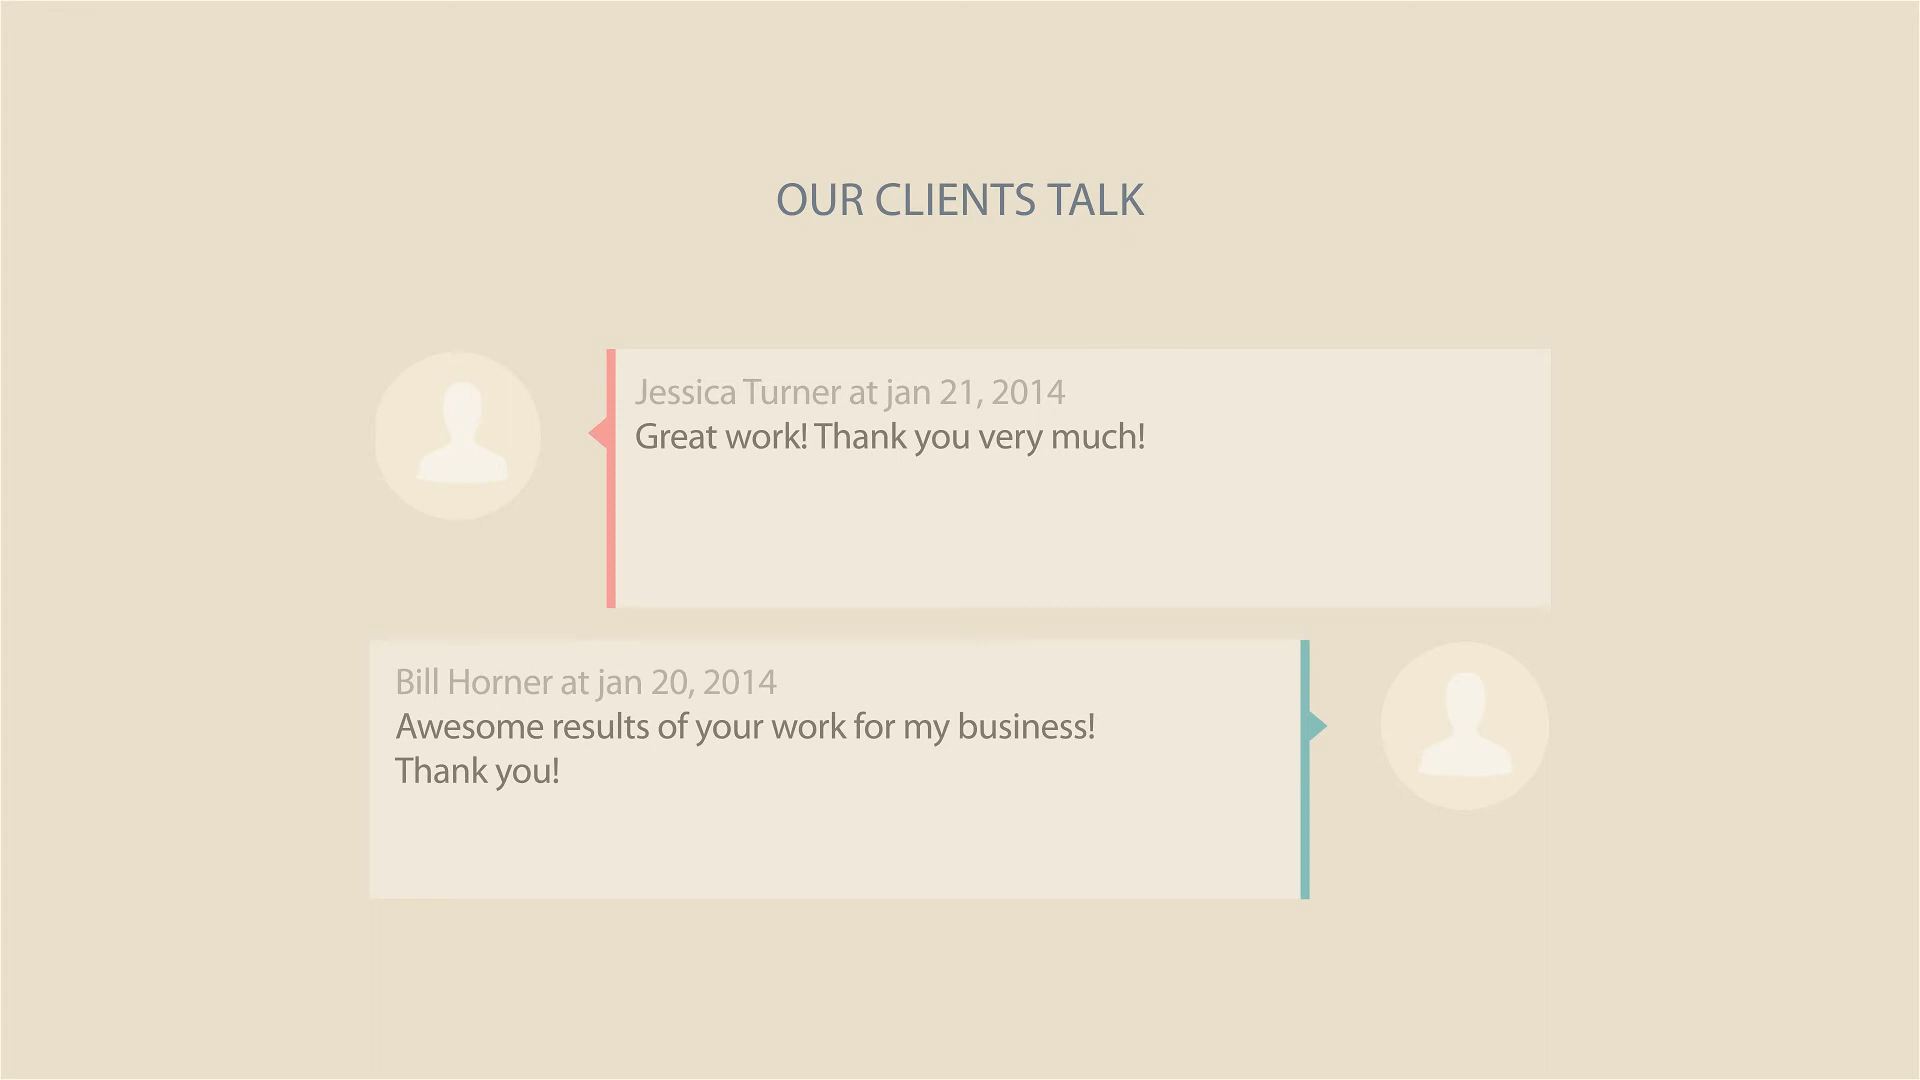 OUR CLIENTS TALK
Jessica Turner at jan 21, 2014
Great work! Thank you very much!
Bill Horner at jan 20, 2014
Awesome results of your work for my business!
Thank you!